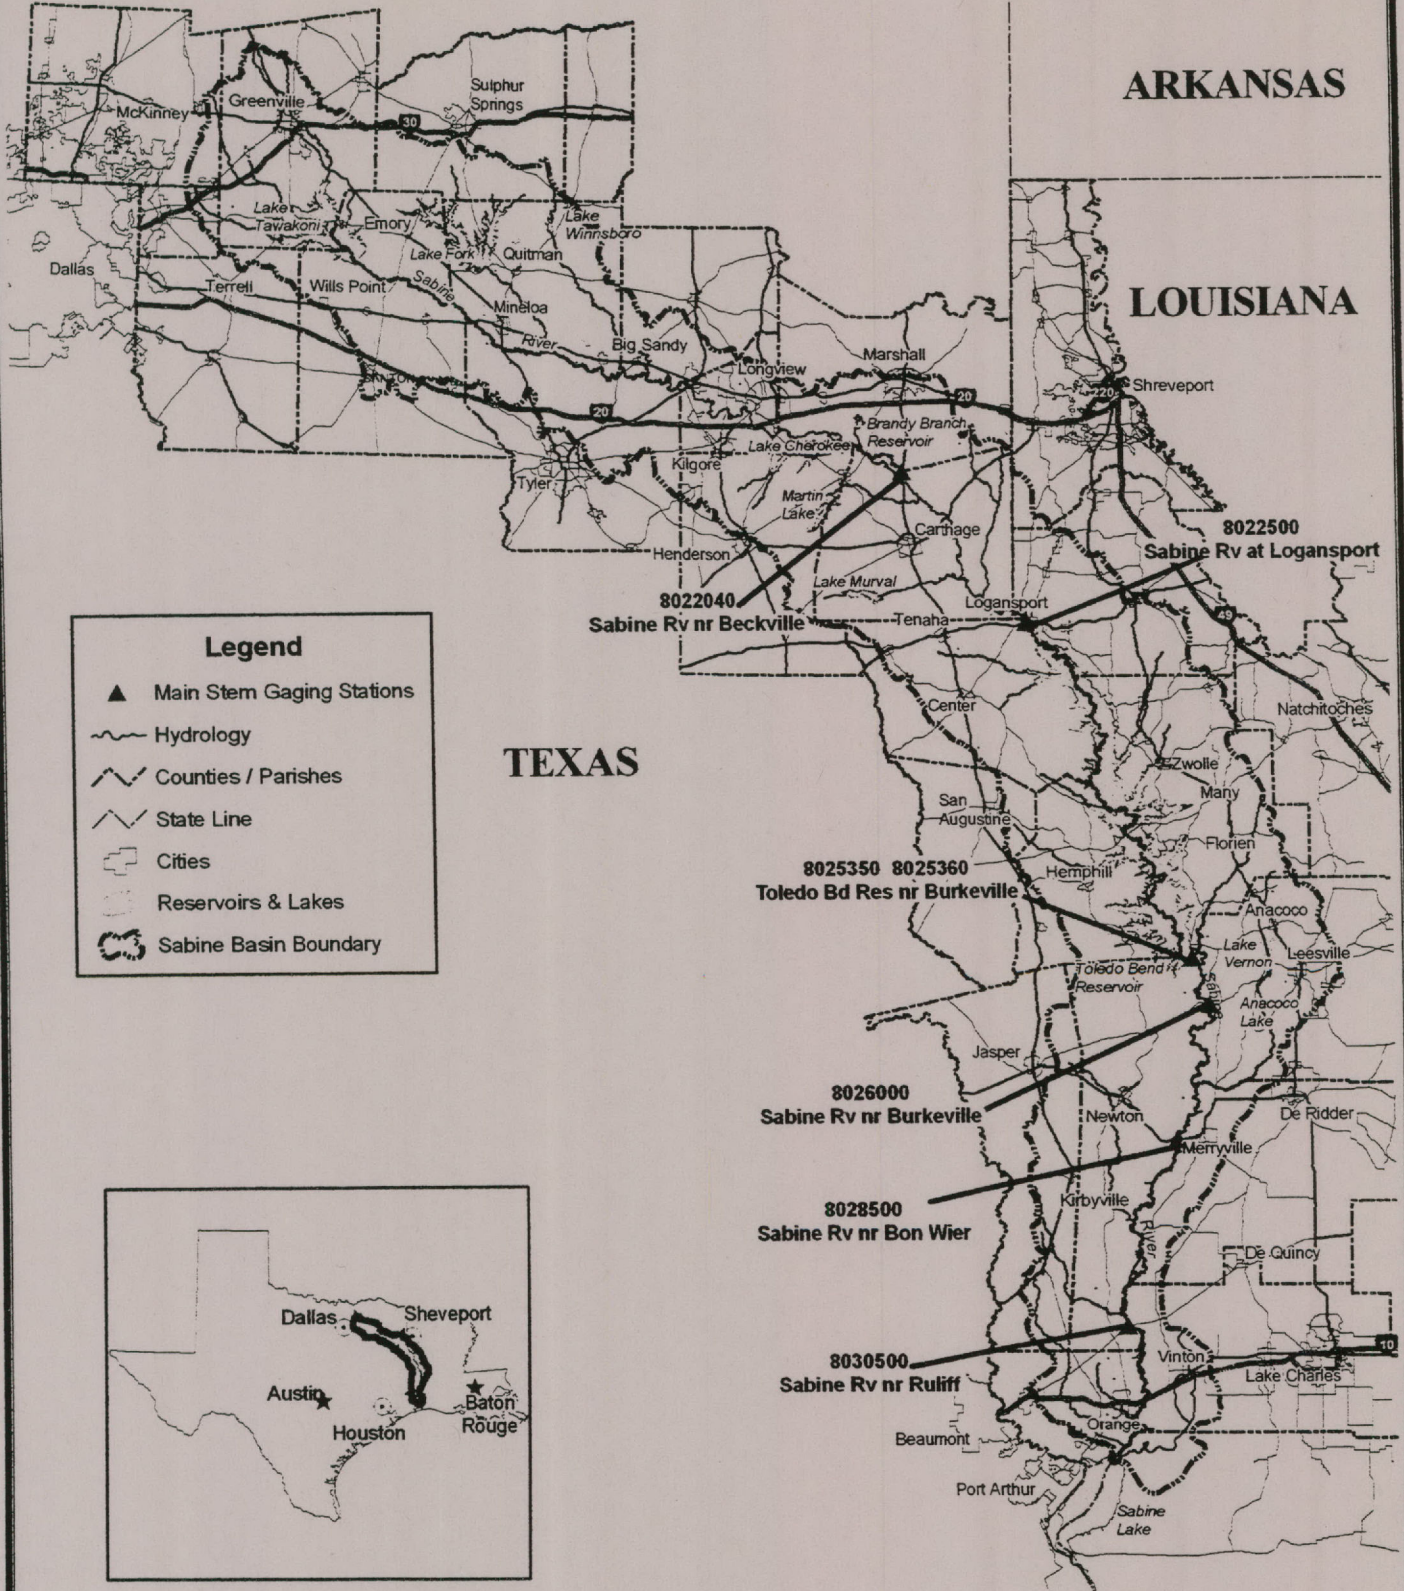 ARKANSAS
Sulphur
Springs
Greenville
McKinney
30
LOUISIANA
Lake
Tawakoni
Emory
Lake
Winnsboro
Lake Fork
Quitman
Dallas
Terrell
Wills Point
Sabine
Mineloa
River
Big Sandy
Longview
Marshall
Shreveport
220
20
20
Brandy Branch
Reservoir
Lake Cherokee
Kilgore
Tyler
Martin
Lake
Carthage
Henderson
8022500
Sabine Rv at Logansport
Lake Murval
8022040
Sabine Rv nr Beckville
Logansport
Tenaha
49
Legend
Main Stem Gaging Stations
Hydrology
Counties / Parishes
State Line
Cities
Reservoirs & Lakes
Sabine Basin Boundary
TEXAS
Center
Natchitoches
Zwolle
Many
San
Augustine
Florien
8025350 8025360
Toledo Bd Res nr Burkeville
Hemphill
Anacoco
Lake
Vernon
Leesville
Toledo Bend
Reservoir
Sabine
Anacoco
Lake
Jasper
8026000
Sabine Rv nr Burkeville
Newton
De Ridder
Merryville
8028500
Sabine Rv nr Bon Wier
Kirbyville
River
De Quincy
8030500
Sabine Rv nr Ruliff
Vinton
10
Lake Charles
Orange
Beaumont
Port Arthur
Sabine
Lake
Dallas
Sheveport
Austin
Houston
Baton
Rouge